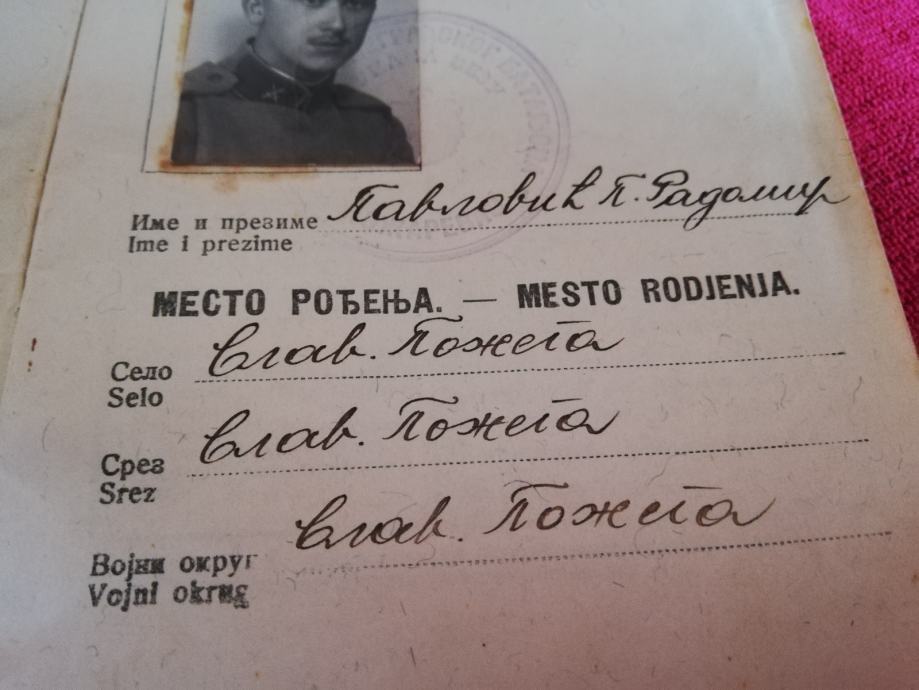 Име и презиме Павловић П. Радомир
Ime i prezime
МЕСТО РОЂЕЊА. — MESTO RODJENJA.
Село Слав. Пожега
Selo
Срез Слав. Пожега
Srez
Војни округ Слав. Пожега
Vojni okrug